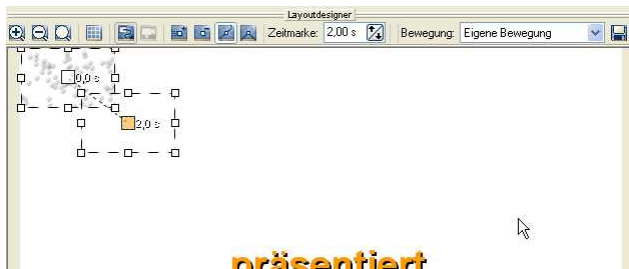 Layoutdesigner
Zeitmarke: 2,00 s Bewegung: Eigene Bewegung
0,0 s
2,0 s
präsentiert